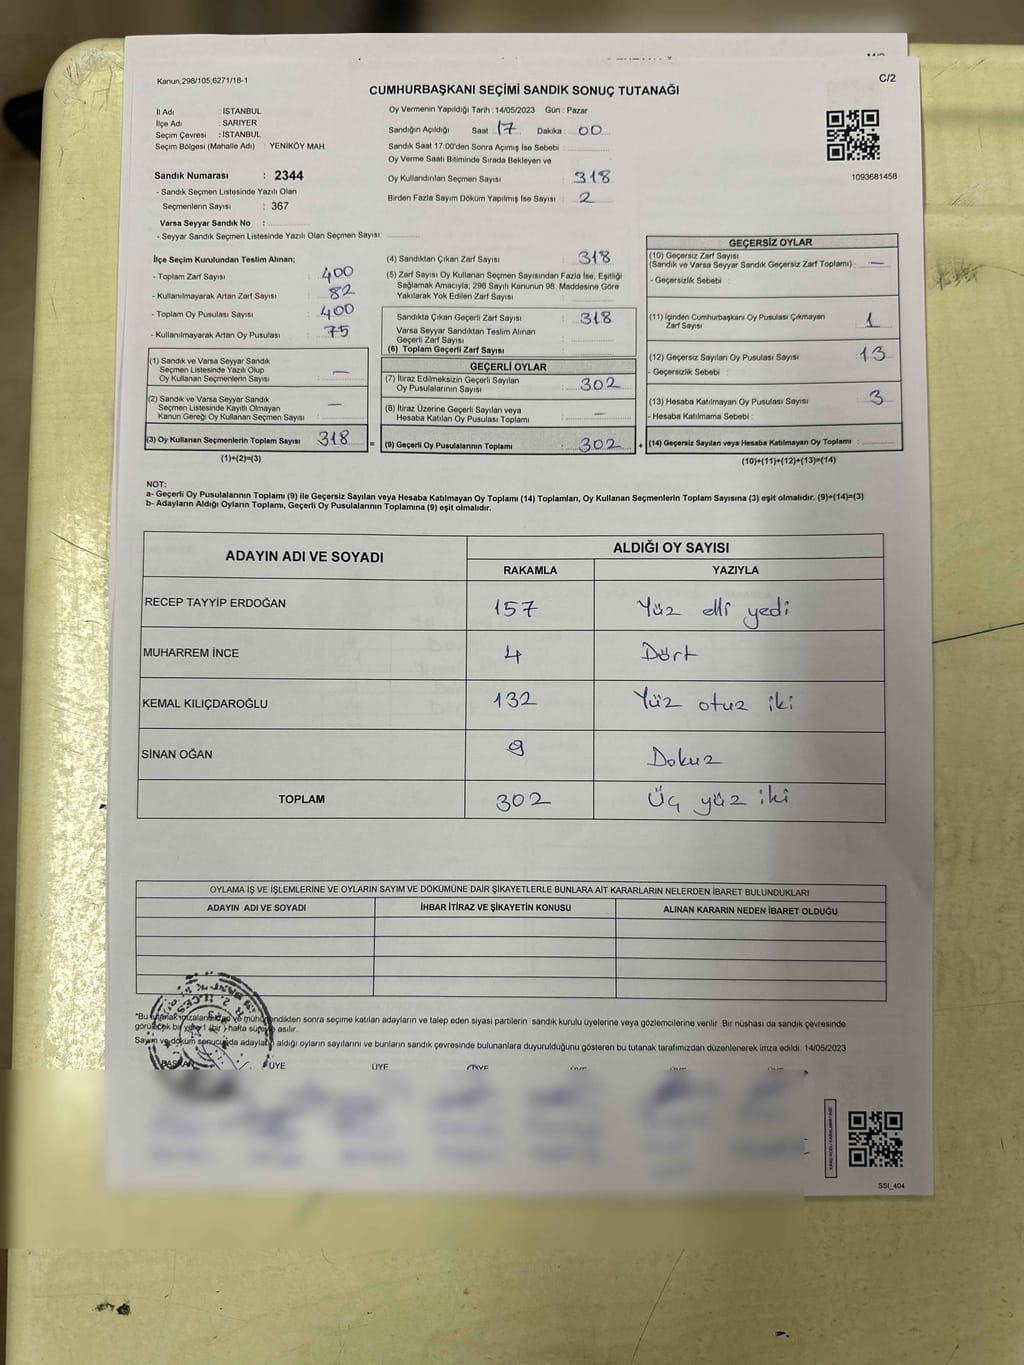 Kanun,298/105,6271/18-1
C/2
CUMHURBAŞKANI SEÇİMİ SANDIK SONUÇ TUTANAĞI
İl Adı : İSTANBUL
İlçe Adı : SARIYER
Seçim Çevresi : İSTANBUL
Seçim Bölgesi (Mahalle Adı) : YENİKÖY MAH.
Sandık Numarası : 2344
- Sandık Seçmen Listesinde Yazılı Olan
Seçmenlerin Sayısı : 367
Varsa Seyyar Sandık No :
- Seyyar Sandık Seçmen Listesinde Yazılı Olan Seçmen Sayısı:
Oy Vermenin Yapıldığı Tarih : 14/05/2023 Gün : Pazar
Sandığın Açıldığı Saat : 17 Dakika : 00
Sandık Saat 17:00'den Sonra Açımış İse Sebebi :
Oy Verme Saati Bitiminde Sırada Bekleyen ve
Oy Kullandırılan Seçmen Sayısı : 318
Birden Fazla Sayım Döküm Yapılmış İse Sayısı : 2
1093681458
İlçe Seçim Kurulundan Teslim Alınan;
- Toplam Zarf Sayısı : 400
- Kullanılmayarak Artan Zarf Sayısı : 82
- Toplam Oy Pusulası Sayısı : 400
- Kullanılmayarak Artan Oy Pusulası : 75
(1) Sandık ve Varsa Seyyar Sandık
Seçmen Listesinde Yazılı Olup
Oy Kullanan Seçmenlerin Sayısı : —
(2) Sandık ve Varsa Seyyar Sandık
Seçmen Listesinde Kayıtlı Olmayan
Kanun Gereği Oy Kullanan Seçmen Sayısı : —
(3) Oy Kullanan Seçmenlerin Toplam Sayısı : 318
(1)+(2)=(3)
(4) Sandıktan Çıkan Zarf Sayısı : 318
(5) Zarf Sayısı Oy Kullanan Seçmen Sayısından Fazla İse, Eşitliği
Sağlamak Amacıyla, 298 Sayılı Kanunun 98. Maddesine Göre
Yakılarak Yok Edilen Zarf Sayısı :
Sandıkta Çıkan Geçerli Zarf Sayısı : 318
Varsa Seyyar Sandıktan Teslim Alınan
Geçerli Zarf Sayısı :
(6) Toplam Geçerli Zarf Sayısı :
GEÇERLİ OYLAR
(7) İtiraz Edilmeksizin Geçerli Sayılan
Oy Pusulalarının Sayısı : 302
(8) İtiraz Üzerine Geçerli Sayılan veya
Hesaba Katılan Oy Pusulası Toplamı : —
= (9) Geçerli Oy Pusulalarının Toplamı : 302 +
GEÇERSİZ OYLAR
(10) Geçersiz Zarf Sayısı
(Sandık ve Varsa Seyyar Sandık Geçersiz Zarf Toplamı) : —
- Geçersizlik Sebebi :
(11) İçinden Cumhurbaşkanı Oy Pusulası Çıkmayan
Zarf Sayısı : 1
(12) Geçersiz Sayılan Oy Pusulası Sayısı : 13
- Geçersizlik Sebebi :
(13) Hesaba Katılmayan Oy Pusulası Sayısı : 3
- Hesaba Katılmama Sebebi :
(14) Geçersiz Sayılan veya Hesaba Katılmayan Oy Toplamı :
(10)+(11)+(12)+(13)=(14)
NOT:
a- Geçerli Oy Pusulalarının Toplamı (9) ile Geçersiz Sayılan veya Hesaba Katılmayan Oy Toplamı (14) Toplamları, Oy Kullanan Seçmenlerin Toplam Sayısına (3) eşit olmalıdır. (9)+(14)=(3)
b- Adayların Aldığı Oyların Toplamı, Geçerli Oy Pusulalarının Toplamına (9) eşit olmalıdır.
ADAYIN ADI VE SOYADI
ALDIĞI OY SAYISI
RAKAMLA YAZIYLA
RECEP TAYYİP ERDOĞAN 157 Yüz elli yedi
MUHARREM İNCE 4 Dört
KEMAL KILIÇDAROĞLU 132 Yüz otuz iki
SİNAN OĞAN 9 Dokuz
TOPLAM 302 Üç yüz iki
OYLAMA İŞ VE İŞLEMLERİNE VE OYLARIN SAYIM VE DÖKÜMÜNE DAİR ŞİKAYETLERLE BUNLARA AİT KARARLARIN NELERDEN İBARET BULUNDUKLARI
ADAYIN ADI VE SOYADI İHBAR İTİRAZ VE ŞİKAYETİN KONUSU ALINAN KARARIN NEDEN İBARET OLDUĞU
*Bu tutanak imzalanıp ve mühürlendikten sonra seçime katılan adayların ve talep eden siyasi partilerin sandık kurulu üyelerine veya gözlemcilerine verilir. Bir nüshası da sandık çevresinde
görülecek bir yere 1 (bir) hafta süreyle asılır.
Sayım ve döküm sonucunda adayların aldığı oyların sayılarını ve bunların sandık çevresinde bulunanlara duyurulduğunu gösteren bu tutanak tarafımızdan düzenlenerek imza edildi. 14/05/2023
BAŞKAN ÜYE ÜYE
SSI_404